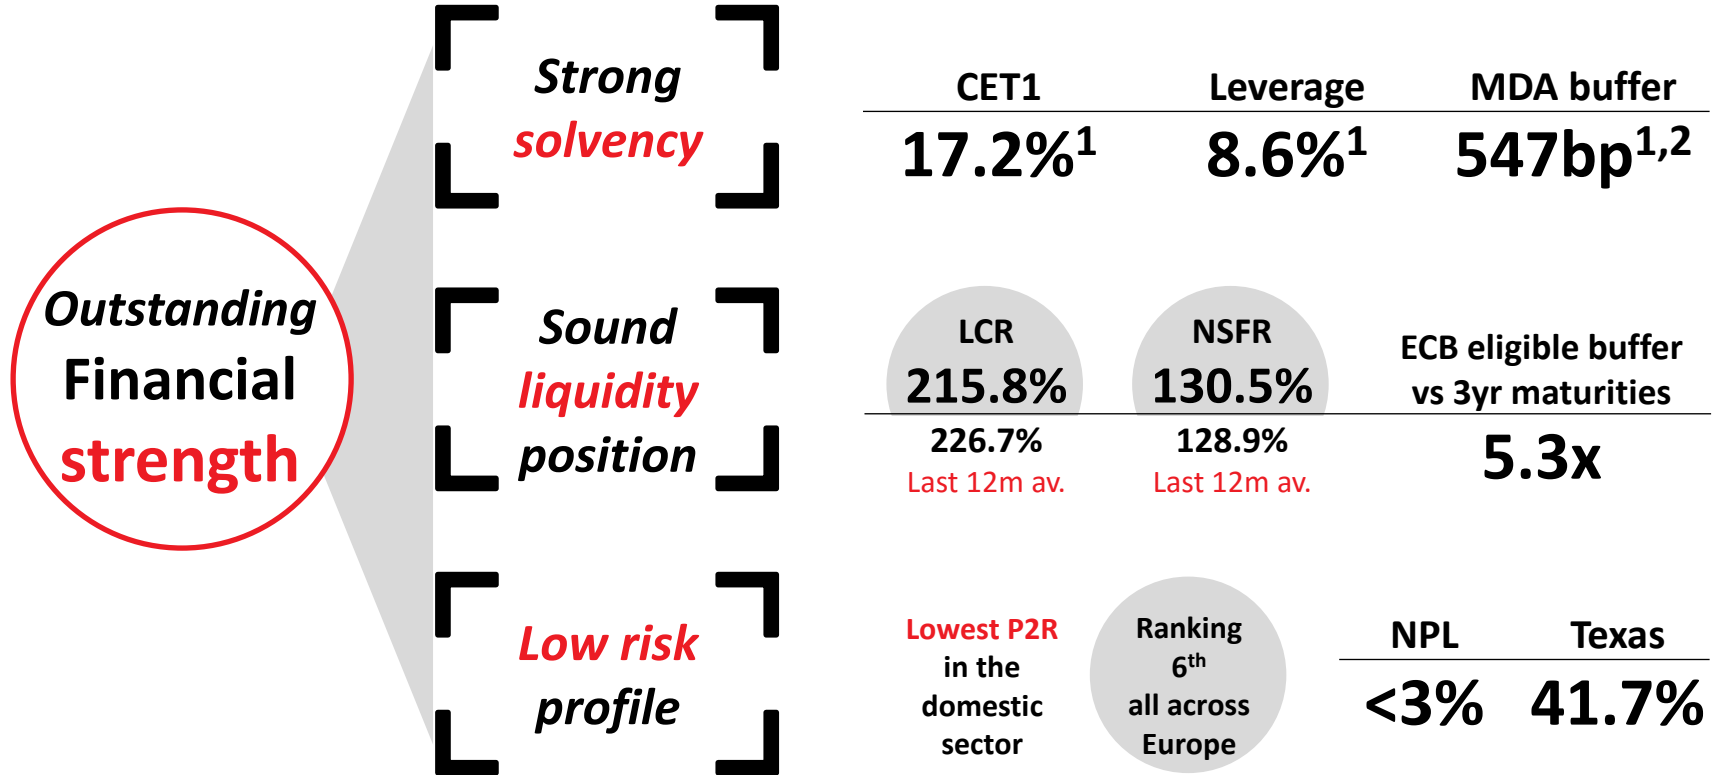 Outstanding
Financial
strength
Strong
solvency
CET1 Leverage MDA buffer
17.2%1 8.6%1 547bp1,2
Sound
liquidity
position
LCR NSFR
215.8% 130.5%
ECB eligible buffer
vs 3yr maturities
226.7% 128.9%
Last 12m av. Last 12m av.
5.3x
Low risk
profile
Lowest P2R
in the
domestic
sector
Ranking
6th
all across
Europe
NPL Texas
<3% 41.7%